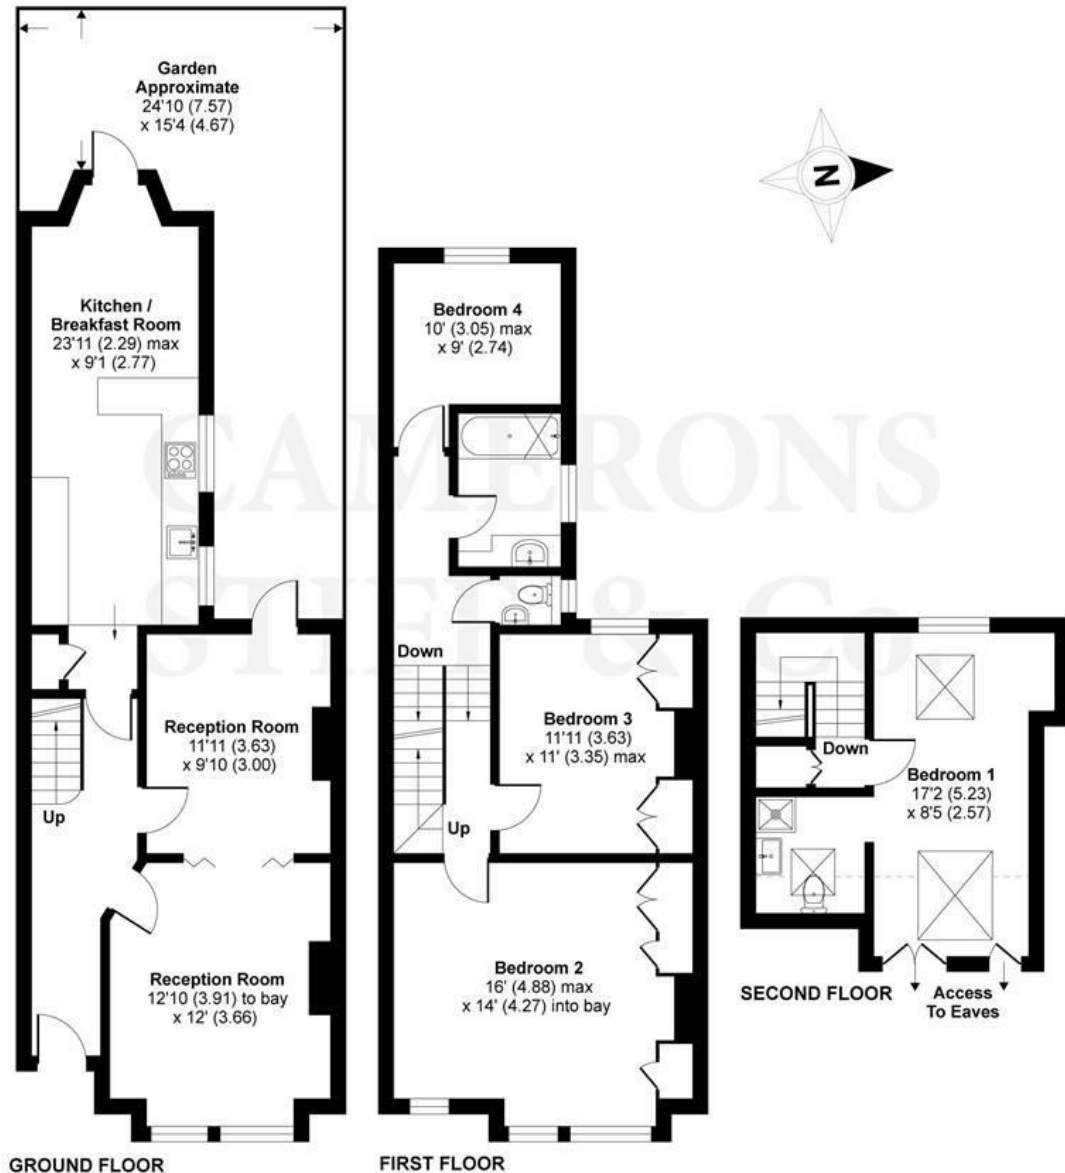 Garden
Approximate
24'10 (7.57)
x 15'4 (4.67)
N
Kitchen /
Breakfast Room
23'11 (2.29) max
x 9'1 (2.77)
Bedroom 4
10' (3.05) max
x 9' (2.74)
CAMERONS
STIFF & Co.
Down
Reception Room
11'11 (3.63)
x 9'10 (3.00)
Up
Bedroom 3
11'11 (3.63)
x 11' (3.35) max
Up
Down
Bedroom 1
17'2 (5.23)
x 8'5 (2.57)
Reception Room
12'10 (3.91) to bay
x 12' (3.66)
Bedroom 2
16' (4.88) max
x 14' (4.27) into bay
SECOND FLOOR
Access
To Eaves
GROUND FLOOR
FIRST FLOOR